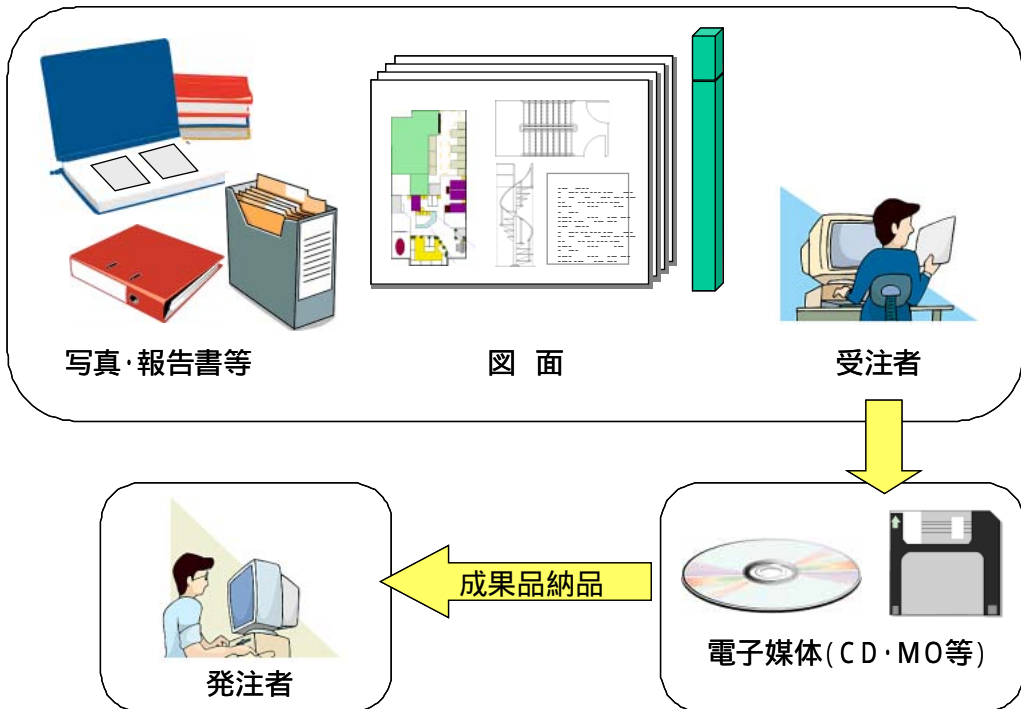 写真･報告書等
図 面
受注者
成果品納品
電子媒体(CD･MO等)
発注者